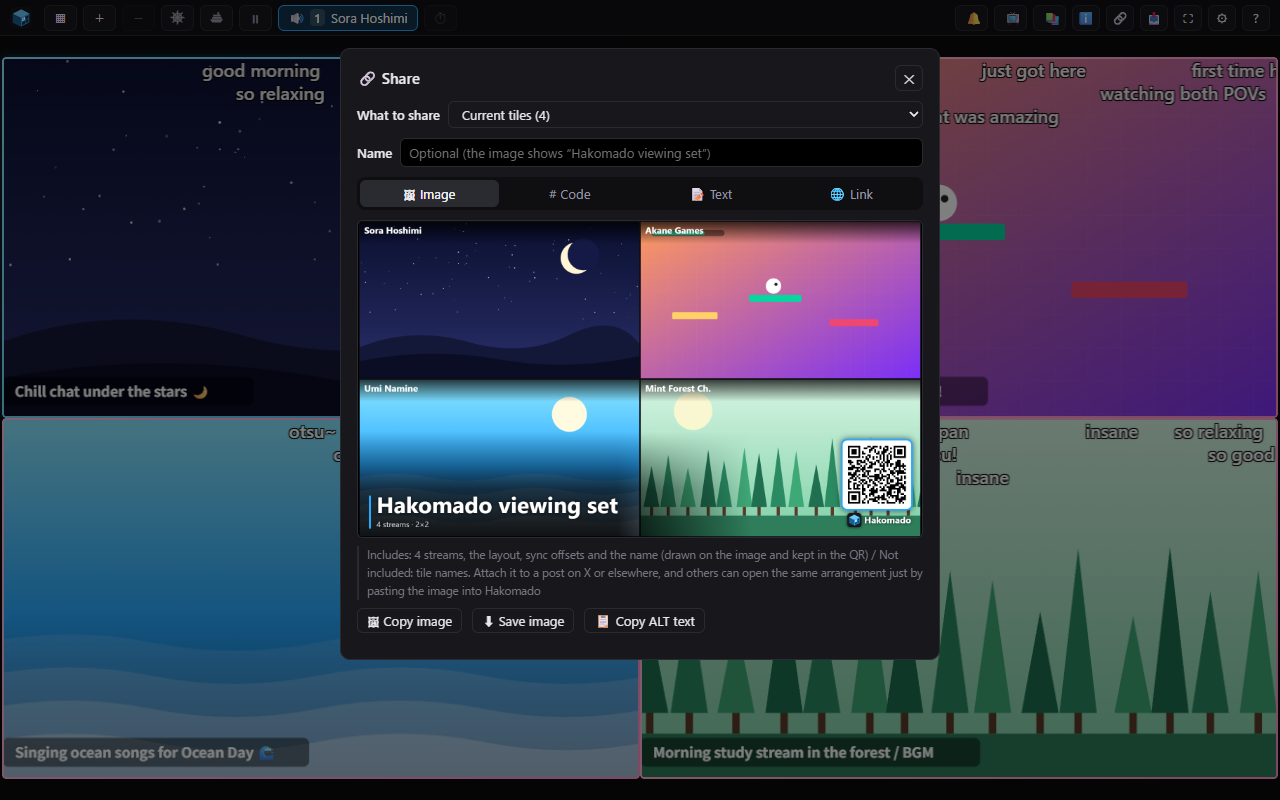 1 Sora Hoshimi
?
good morning
so relaxing
just got here
first time h
watching both POVs
at was amazing
Chill chat under the stars 🌙
Share
What to share Current tiles (4)
Name Optional (the image shows “Hakomado viewing set”)
Image
# Code
Text
Link
Sora Hoshimi
Akane Games
Umi Namine
Mint Forest Ch.
Hakomado viewing set
4 streams · 2×2
Hakomado
Includes: 4 streams, the layout, sync offsets and the name (drawn on the image and kept in the QR) / Not
included: tile names. Attach it to a post on X or elsewhere, and others can open the same arrangement just by
pasting the image into Hakomado
Copy image
Save image
Copy ALT text
otsu~
pan
insane
so relaxing
u!
so good
insane
Singing ocean songs for Ocean Day 🌊
Morning study stream in the forest / BGM